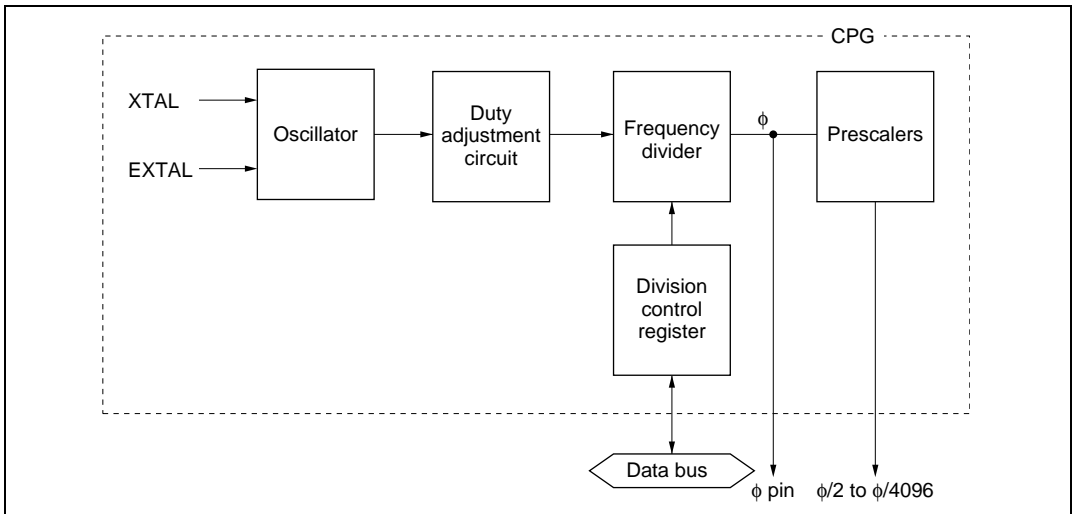 CPG
XTAL
EXTAL
Oscillator
Duty
adjustment
circuit
Frequency
divider
ϕ
Prescalers
Division
control
register
Data bus
ϕ pin
ϕ/2 to ϕ/4096